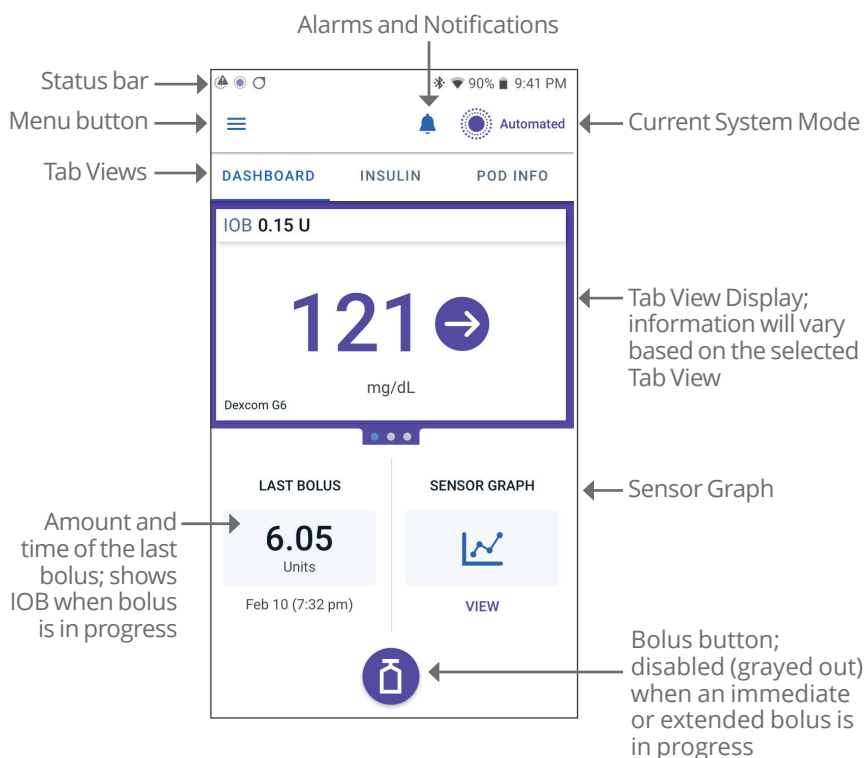 Alarms and Notifications
Status bar
90% 9:41 PM
Menu button
Automated
Current System Mode
Tab Views
DASHBOARD INSULIN POD INFO
IOB 0.15 U
121
mg/dL
Dexcom G6
Tab View Display;
information will vary
based on the selected
Tab View
LAST BOLUS
SENSOR GRAPH
Sensor Graph
Amount and
time of the last
bolus; shows
IOB when bolus
is in progress
6.05
Units
Feb 10 (7:32 pm)
VIEW
Bolus button;
disabled (grayed out)
when an immediate
or extended bolus is
in progress